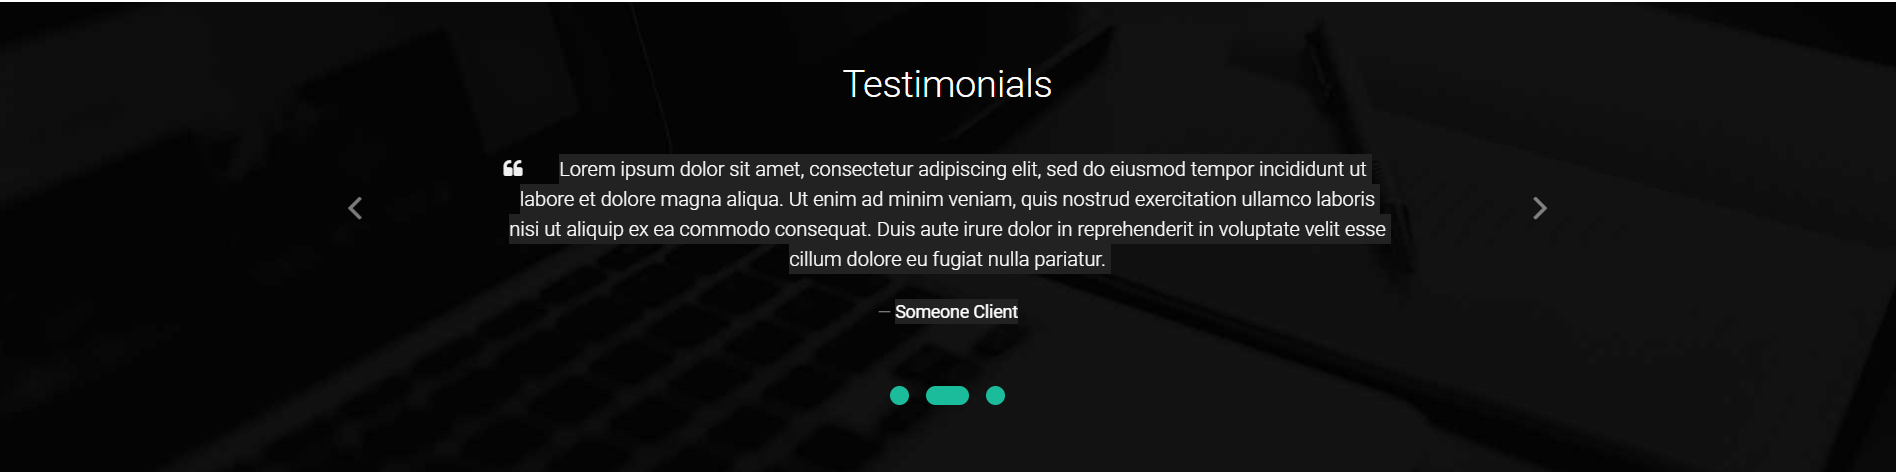 Testimonials
❝ Lorem ipsum dolor sit amet, consectetur adipiscing elit, sed do eiusmod tempor incididunt ut
labore et dolore magna aliqua. Ut enim ad minim veniam, quis nostrud exercitation ullamco laboris
nisi ut aliquip ex ea commodo consequat. Duis aute irure dolor in reprehenderit in voluptate velit esse
cillum dolore eu fugiat nulla pariatur.
— Someone Client